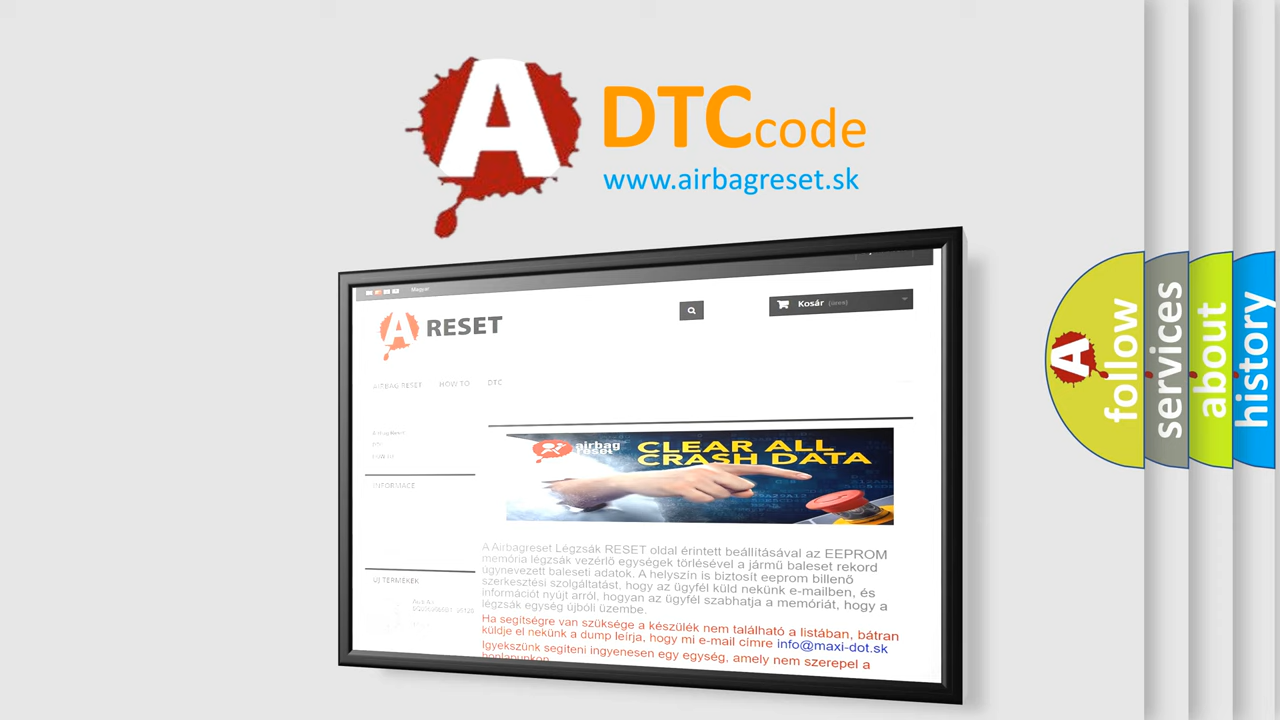 A
DTCcode
www.airbagreset.sk
Magyar
A RESET
Kosár (üres)
AIRBAG RESET HOW TO DTC
INFORMACE
airbag
reset
CLEAR ALL
CRASH DATA
A Airbagreset Légzsák RESET oldal érintett beállításával az EEPROM
memória légzsák vezérlő egységek törlésével a jármű baleset rekord
úgynevezett baleseti adatok. A helyszín is biztosít eeprom billenő
szerkesztési szolgáltatást, hogy az ügyfél küld nekünk e-mailben, és
információt nyújt arról, hogyan az ügyfél szabhatja a memóriát, hogy a
légzsák egység újbóli üzembe.
ÚJ TERMÉKEK
Ha segítségre van szüksége a készülék nem található a listában, bátran
küldje el nekünk a dump leírja, hogy mi e-mail címre info@maxi-dot.sk
Igyekszünk segíteni ingyenesen egy egység, amely nem szerepel a
honlapunkon
A
follow
services
about
history